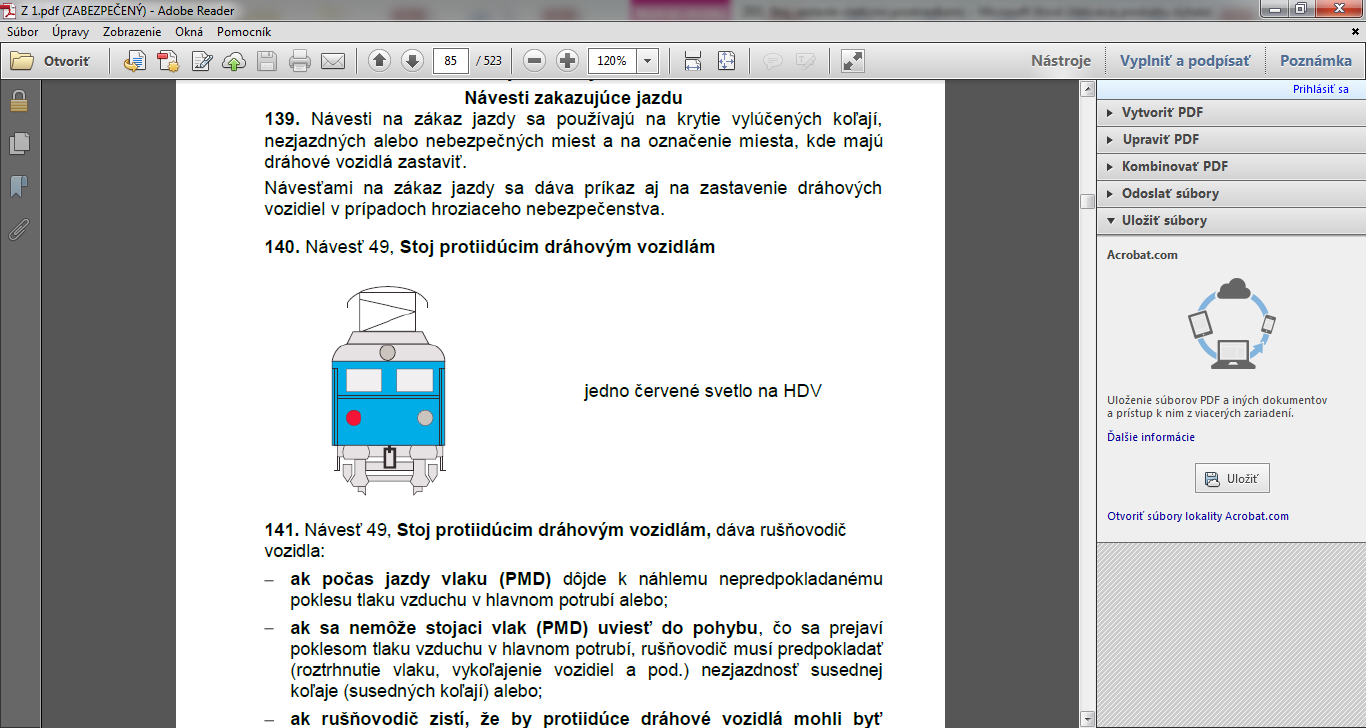 Z 1.pdf (ZABEZPEČENÝ) - Adobe Reader
Súbor Úpravy Zobrazenie Okná Pomocník
Otvoriť 85 / 523 120% Nástroje Vyplniť a podpísať Poznámka
Prihlásiť sa
Vytvoriť PDF
Upraviť PDF
Kombinovať PDF
Odoslať súbory
Uložiť súbory
Acrobat.com
Uloženie súborov PDF a iných dokumentov
a prístup k nim z viacerých zariadení.
Ďalšie informácie
Uložiť
Otvoriť súbory lokality Acrobat.com
Návesti zakazujúce jazdu
139. Návesti na zákaz jazdy sa používajú na krytie vylúčených koľají,
nezjazdných alebo nebezpečných miest a na označenie miesta, kde majú
dráhové vozidlá zastaviť.
Návesťami na zákaz jazdy sa dáva príkaz aj na zastavenie dráhových
vozidiel v prípadoch hroziaceho nebezpečenstva.
140. Návesť 49, Stoj protiidúcim dráhovým vozidlám
jedno červené svetlo na HDV
141. Návesť 49, Stoj protiidúcim dráhovým vozidlám, dáva rušňovodič
vozidla:
– ak počas jazdy vlaku (PMD) dôjde k náhlemu nepredpokladanému
poklesu tlaku vzduchu v hlavnom potrubí alebo;
– ak sa nemôže stojaci vlak (PMD) uviesť do pohybu, čo sa prejaví
poklesom tlaku vzduchu v hlavnom potrubí, rušňovodič musí predpokladať
(roztrhnutie vlaku, vykoľajenie vozidiel a pod.) nezjazdnosť susednej
koľaje (susedných koľají) alebo;
– ak rušňovodič zistí, že by protiidúce dráhové vozidlá mohli byť